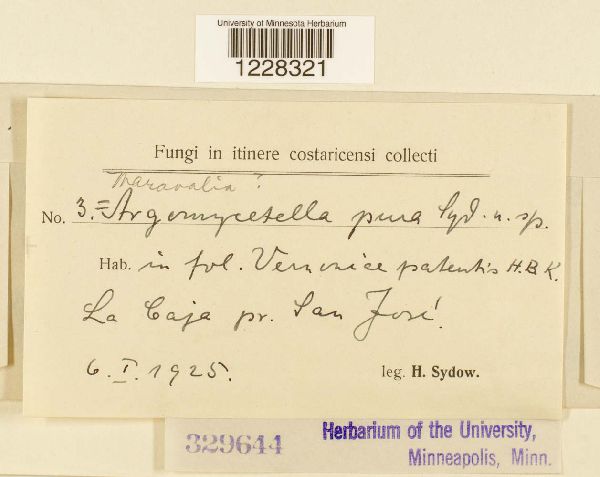 University of Minnesota Herbarium
1228321
Fungi in itinere costaricensi collecti
Maravalia?
No. 3.= Argomycetella pura Syd. n. sp.
Hab. in fol. Vernoniae patentis H.B.K.
La Caja pr. San José.
6. I. 1925. leg. H. Sydow.
329644 Herbarium of the University,
Minneapolis, Minn.